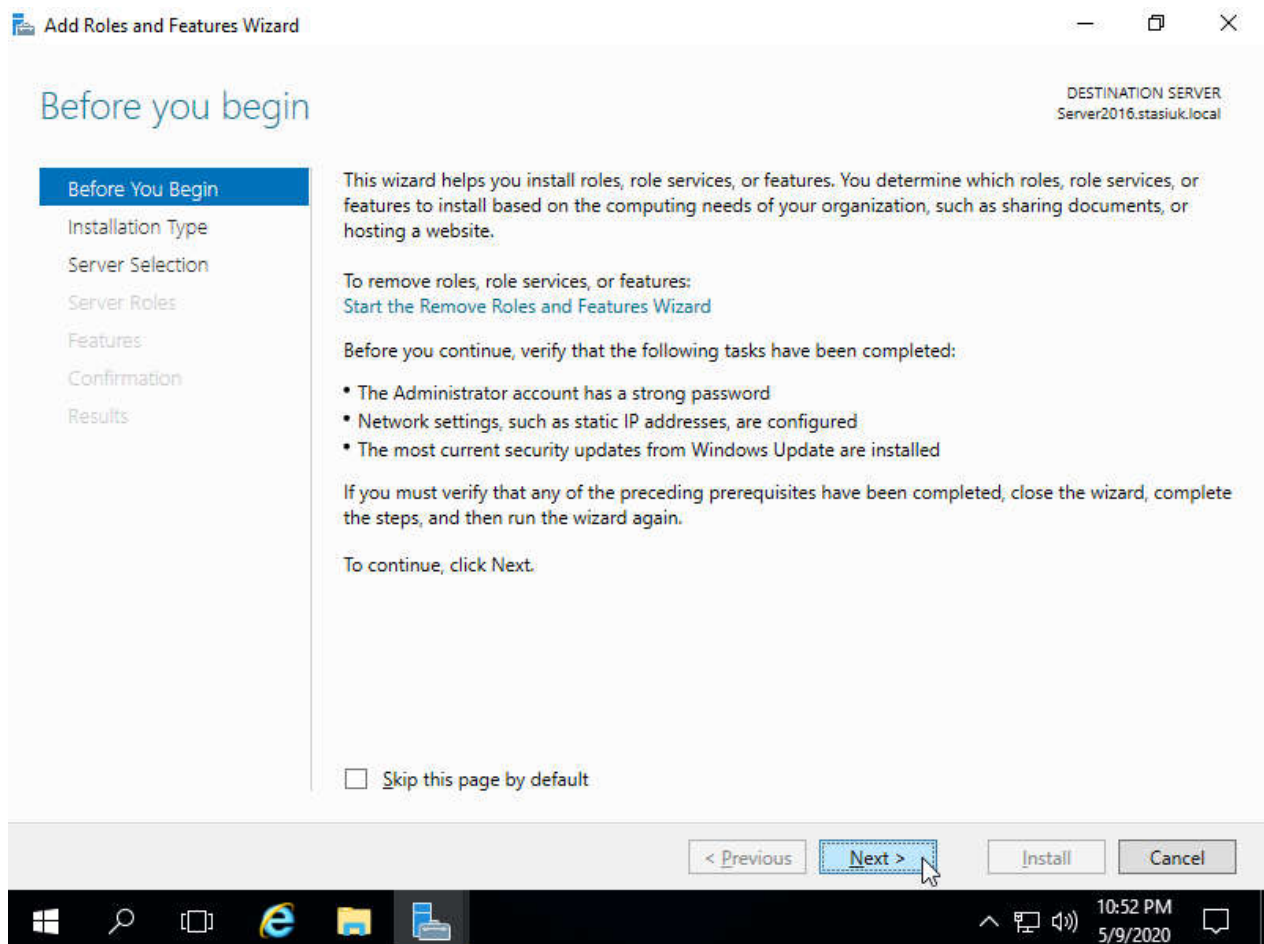 Add Roles and Features Wizard
Before you begin
DESTINATION SERVER
Server2016.stasiuk.local
Before You Begin
Installation Type
Server Selection
Server Roles
Features
Confirmation
Results
This wizard helps you install roles, role services, or features. You determine which roles, role services, or
features to install based on the computing needs of your organization, such as sharing documents, or
hosting a website.
To remove roles, role services, or features:
Start the Remove Roles and Features Wizard
Before you continue, verify that the following tasks have been completed:
• The Administrator account has a strong password
• Network settings, such as static IP addresses, are configured
• The most current security updates from Windows Update are installed
If you must verify that any of the preceding prerequisites have been completed, close the wizard, complete
the steps, and then run the wizard again.
To continue, click Next.
Skip this page by default
< Previous
Next >
Install
Cancel
10:52 PM
5/9/2020